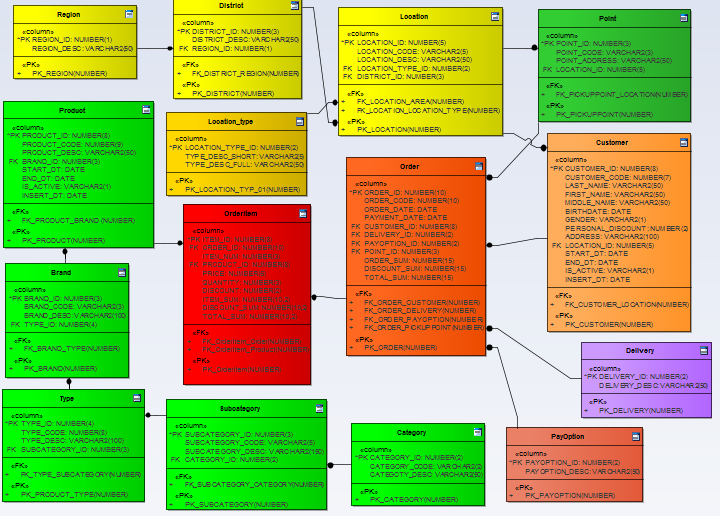 Region
«column»
*PK REGION_ID: NUMBER(1)
REGION_DESC: VARCHAR2(50)
«PK»
+ PK_REGION(NUMBER)
District
«column»
*PK DISTRICT_ID: NUMBER(3)
DISTRICT_DESC: VARCHAR2(50)
FK REGION_ID: NUMBER(1)
«FK»
+ FK_DISTRICT_REGION(NUMBER)
«PK»
+ PK_DISTRICT(NUMBER)
Location
«column»
*PK LOCATION_ID: NUMBER(5)
LOCATION_CODE: VARCHAR2(5)
LOCATION_DESC: VARCHAR2(50)
FK LOCATION_TYPE_ID: NUMBER(2)
FK DISTRICT_ID: NUMBER(3)
«FK»
+ FK_LOCATION_AREA(NUMBER)
+ FK_LOCATION_LOCATION_TYPE(NUMBER)
«PK»
+ PK_LOCATION(NUMBER)
Point
«column»
*PK POINT_ID: NUMBER(3)
POINT_CODE: VARCHAR2(3)
POINT_ADDRESS: VARCHAR2(50)
FK LOCATION_ID: NUMBER(5)
«FK»
+ FK_PICKUPPOINT_LOCATION(NUMBER)
«PK»
+ PK_PICKUPPOINT(NUMBER)
Product
«column»
*PK PRODUCT_ID: NUMBER(8)
PRODUCT_CODE: NUMBER(9)
PRODUCT_DESC: VARCHAR2(50)
FK BRAND_ID: NUMBER(3)
START_DT: DATE
END_DT: DATE
IS_ACTIVE: VARCHAR2(1)
INSERT_DT: DATE
«FK»
+ FK_PRODUCT_BRAND (NUMBER)
«PK»
+ PK_PRODUCT(NUMBER)
Location_type
«column»
*PK LOCATION_TYPE_ID: NUMBER(2)
TYPE_DESC_SHORT: VARCHAR2(5)
TYPE_DESC_FULL: VARCHAR2(50)
«PK»
+ PK_LOCATION_TYP_01(NUMBER)
Customer
«column»
*PK CUSTOMER_ID: NUMBER(8)
CUSTOMER_CODE: NUMBER(7)
LAST_NAME: VARCHAR2(50)
FIRST_NAME: VARCHAR2(50)
MIDDLE_NAME: VARCHAR2(50)
BIRTHDATE: DATE
GENDER: VARCHAR2(1)
PERSONAL_DISCOUNT: NUMBER(2)
ADDRESS: VARCHAR2(100)
FK LOCATION_ID: NUMBER(5)
START_DT: DATE
END_DT: DATE
IS_ACTIVE: VARCHAR2(1)
INSERT_DT: DATE
«FK»
+ FK_CUSTOMER_LOCATION(NUMBER)
«PK»
+ PK_CUSTOMER(NUMBER)
Order
«column»
*PK ORDER_ID: NUMBER(10)
ORDER_CODE: NUMBER(10)
ORDER_DATE: DATE
PAYMENT_DATE: DATE
FK CUSTOMER_ID: NUMBER(8)
FK DELIVERY_ID: NUMBER(2)
FK PAYOPTION_ID: NUMBER(2)
FK POINT_ID: NUMBER(3)
ORDER_SUM: NUMBER(15)
DISCOUNT_SUM: NUMBER(15)
TOTAL_SUM: NUMBER(15)
«FK»
+ FK_ORDER_CUSTOMER(NUMBER)
+ FK_ORDER_DELIVERY(NUMBER)
+ FK_ORDER_PAYOPTION(NUMBER)
+ FK_ORDER_PICKUPPOINT(NUMBER)
«PK»
+ PK_ORDER(NUMBER)
OrderItem
«column»
«FK»
«PK»
Brand
«column»
*PK BRAND_ID: NUMBER(3)
BRAND_CODE: VARCHAR2(3)
BRAND_DESC: VARCHAR2(100)
FK TYPE_ID: NUMBER(4)
«FK»
+ FK_BRAND_TYPE(NUMBER)
«PK»
+ PK_BRAND(NUMBER)
Delivery
«column»
*PK DELIVERY_ID: NUMBER(2)
DELIVERY_DESC: VARCHAR2(50)
«PK»
+ PK_DELIVERY(NUMBER)
Type
«column»
*PK TYPE_ID: NUMBER(4)
TYPE_CODE: NUMBER(8)
TYPE_DESC: VARCHAR2(100)
FK SUBCATEGORY_ID: NUMBER(3)
«FK»
+ FK_TYPE_SUBCATEGORY(NUMBER)
«PK»
+ PK_PRODUCT_TYPE(NUMBER)
Subcategory
«column»
*PK SUBCATEGORY_ID: NUMBER(3)
SUBCATEGORY_CODE: VARCHAR2(5)
SUBCATEGORY_DESC: VARCHAR2(150)
FK CATEGORY_ID: NUMBER(2)
«FK»
+ FK_SUBCATEGORY_CATEGORY(NUMBER)
«PK»
+ PK_SUBCATEGORY(NUMBER)
Category
«column»
*PK CATEGORY_ID: NUMBER(2)
CATEGORY_CODE: VARCHAR2(2)
CATEGOTY_DESC: VARCHAR2(50)
«PK»
+ PK_CATEGORY(NUMBER)
PayOption
«column»
*PK PAYOPTION_ID: NUMBER(2)
PAYOPTION_DESC: VARCHAR2(50)
«PK»
+ PK_PAYOPTION(NUMBER)